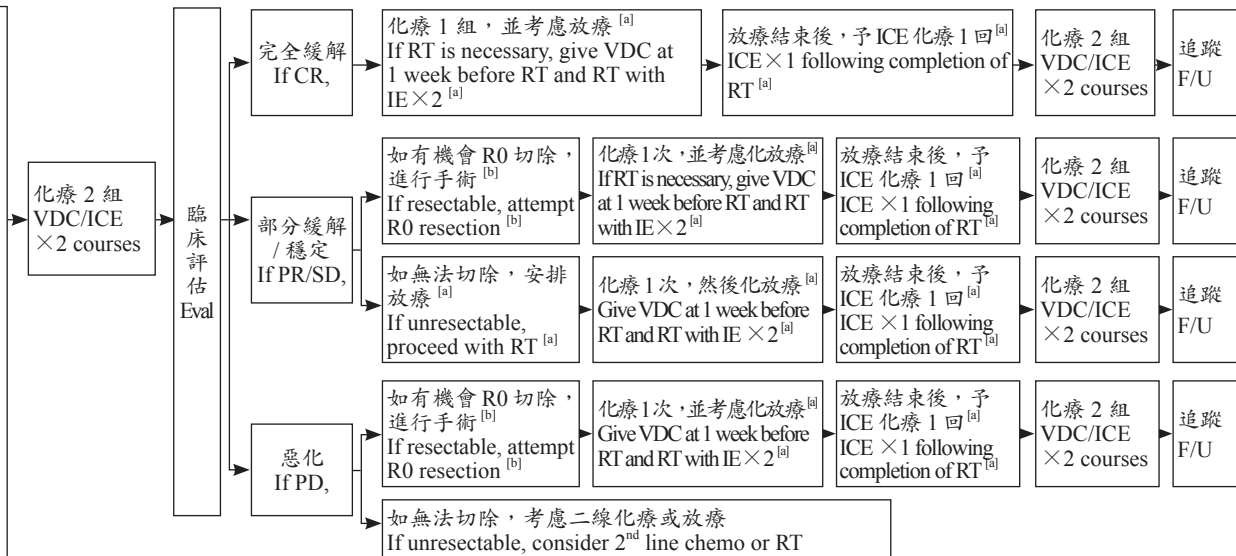 化療 2 組
VDC/ICE
×2 courses
臨
床
評
估
Eval
完全緩解
If CR,
化療 1 組，並考慮放療 [a]
If RT is necessary, give VDC at
1 week before RT and RT with
IE×2 [a]
放療結束後，予 ICE 化療 1 回[a]
ICE×1 following completion of
RT [a]
化療 2 組
VDC/ICE
×2 courses
追蹤
F/U
部分緩解
/ 穩定
If PR/SD,
如有機會 R0 切除，
進行手術 [b]
If resectable, attempt
R0 resection [b]
化療1次，並考慮化放療[a]
If RT is necessary, give VDC
at 1 week before RT and RT
with IE×2 [a]
放療結束後，予
ICE 化療 1 回[a]
ICE ×1 following
completion of RT [a]
化療 2 組
VDC/ICE
×2 courses
追蹤
F/U
如無法切除，安排
放療 [a]
If unresectable,
proceed with RT [a]
化療1次，然後化放療[a]
Give VDC at 1 week before
RT and RT with IE ×2 [a]
放療結束後，予
ICE 化療 1 回[a]
ICE ×1 following
completion of RT [a]
化療 2 組
VDC/ICE
×2 courses
追蹤
F/U
惡化
If PD,
如有機會 R0 切除，
進行手術 [b]
If resectable, attempt
R0 resection [b]
化療1次，並考慮化放療[a]
Give VDC at 1 week before
RT and RT with IE×2 [a]
放療結束後，予
ICE 化療 1 回[a]
ICE ×1 following
completion of RT [a]
化療 2 組
VDC/ICE
×2 courses
追蹤
F/U
如無法切除，考慮二線化療或放療
If unresectable, consider 2nd line chemo or RT